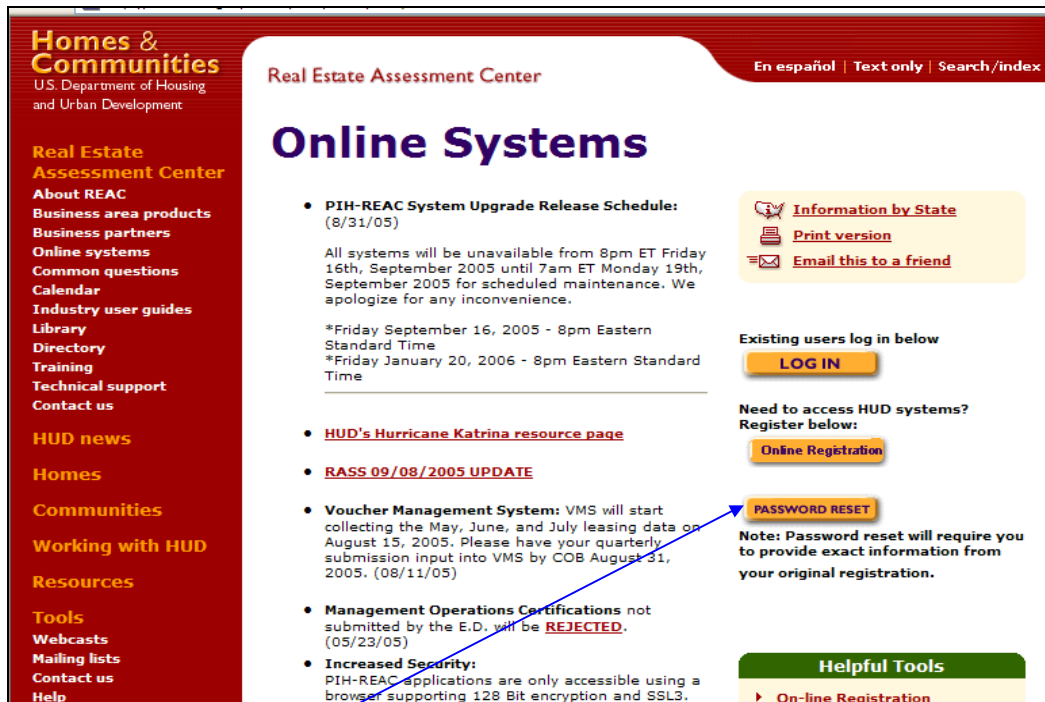 Homes &
Communities
U.S. Department of Housing
and Urban Development
Real Estate Assessment Center
En español | Text only | Search/index
Real Estate
Assessment Center
About REAC
Business area products
Business partners
Online systems
Common questions
Calendar
Industry user guides
Library
Directory
Training
Technical support
Contact us
HUD news
Homes
Communities
Working with HUD
Resources
Tools
Webcasts
Mailing lists
Contact us
Help
Online Systems
• PIH-REAC System Upgrade Release Schedule:
(8/31/05)
All systems will be unavailable from 8pm ET Friday
16th, September 2005 until 7am ET Monday 19th,
September 2005 for scheduled maintenance. We
apologize for any inconvenience.
*Friday September 16, 2005 - 8pm Eastern
Standard Time
*Friday January 20, 2006 - 8pm Eastern Standard
Time
• HUD's Hurricane Katrina resource page
• RASS 09/08/2005 UPDATE
• Voucher Management System: VMS will start
collecting the May, June, and July leasing data on
August 15, 2005. Please have your quarterly
submission input into VMS by COB August 31,
2005. (08/11/05)
• Management Operations Certifications not
submitted by the E.D. will be REJECTED.
(05/23/05)
• Increased Security:
PIH-REAC applications are only accessible using a
browser supporting 128 Bit encryption and SSL3.
Information by State
Print version
Email this to a friend
Existing users log in below
LOG IN
Need to access HUD systems?
Register below:
Online Registration
PASSWORD RESET
Note: Password reset will require you
to provide exact information from
your original registration.
Helpful Tools
On-line Registration